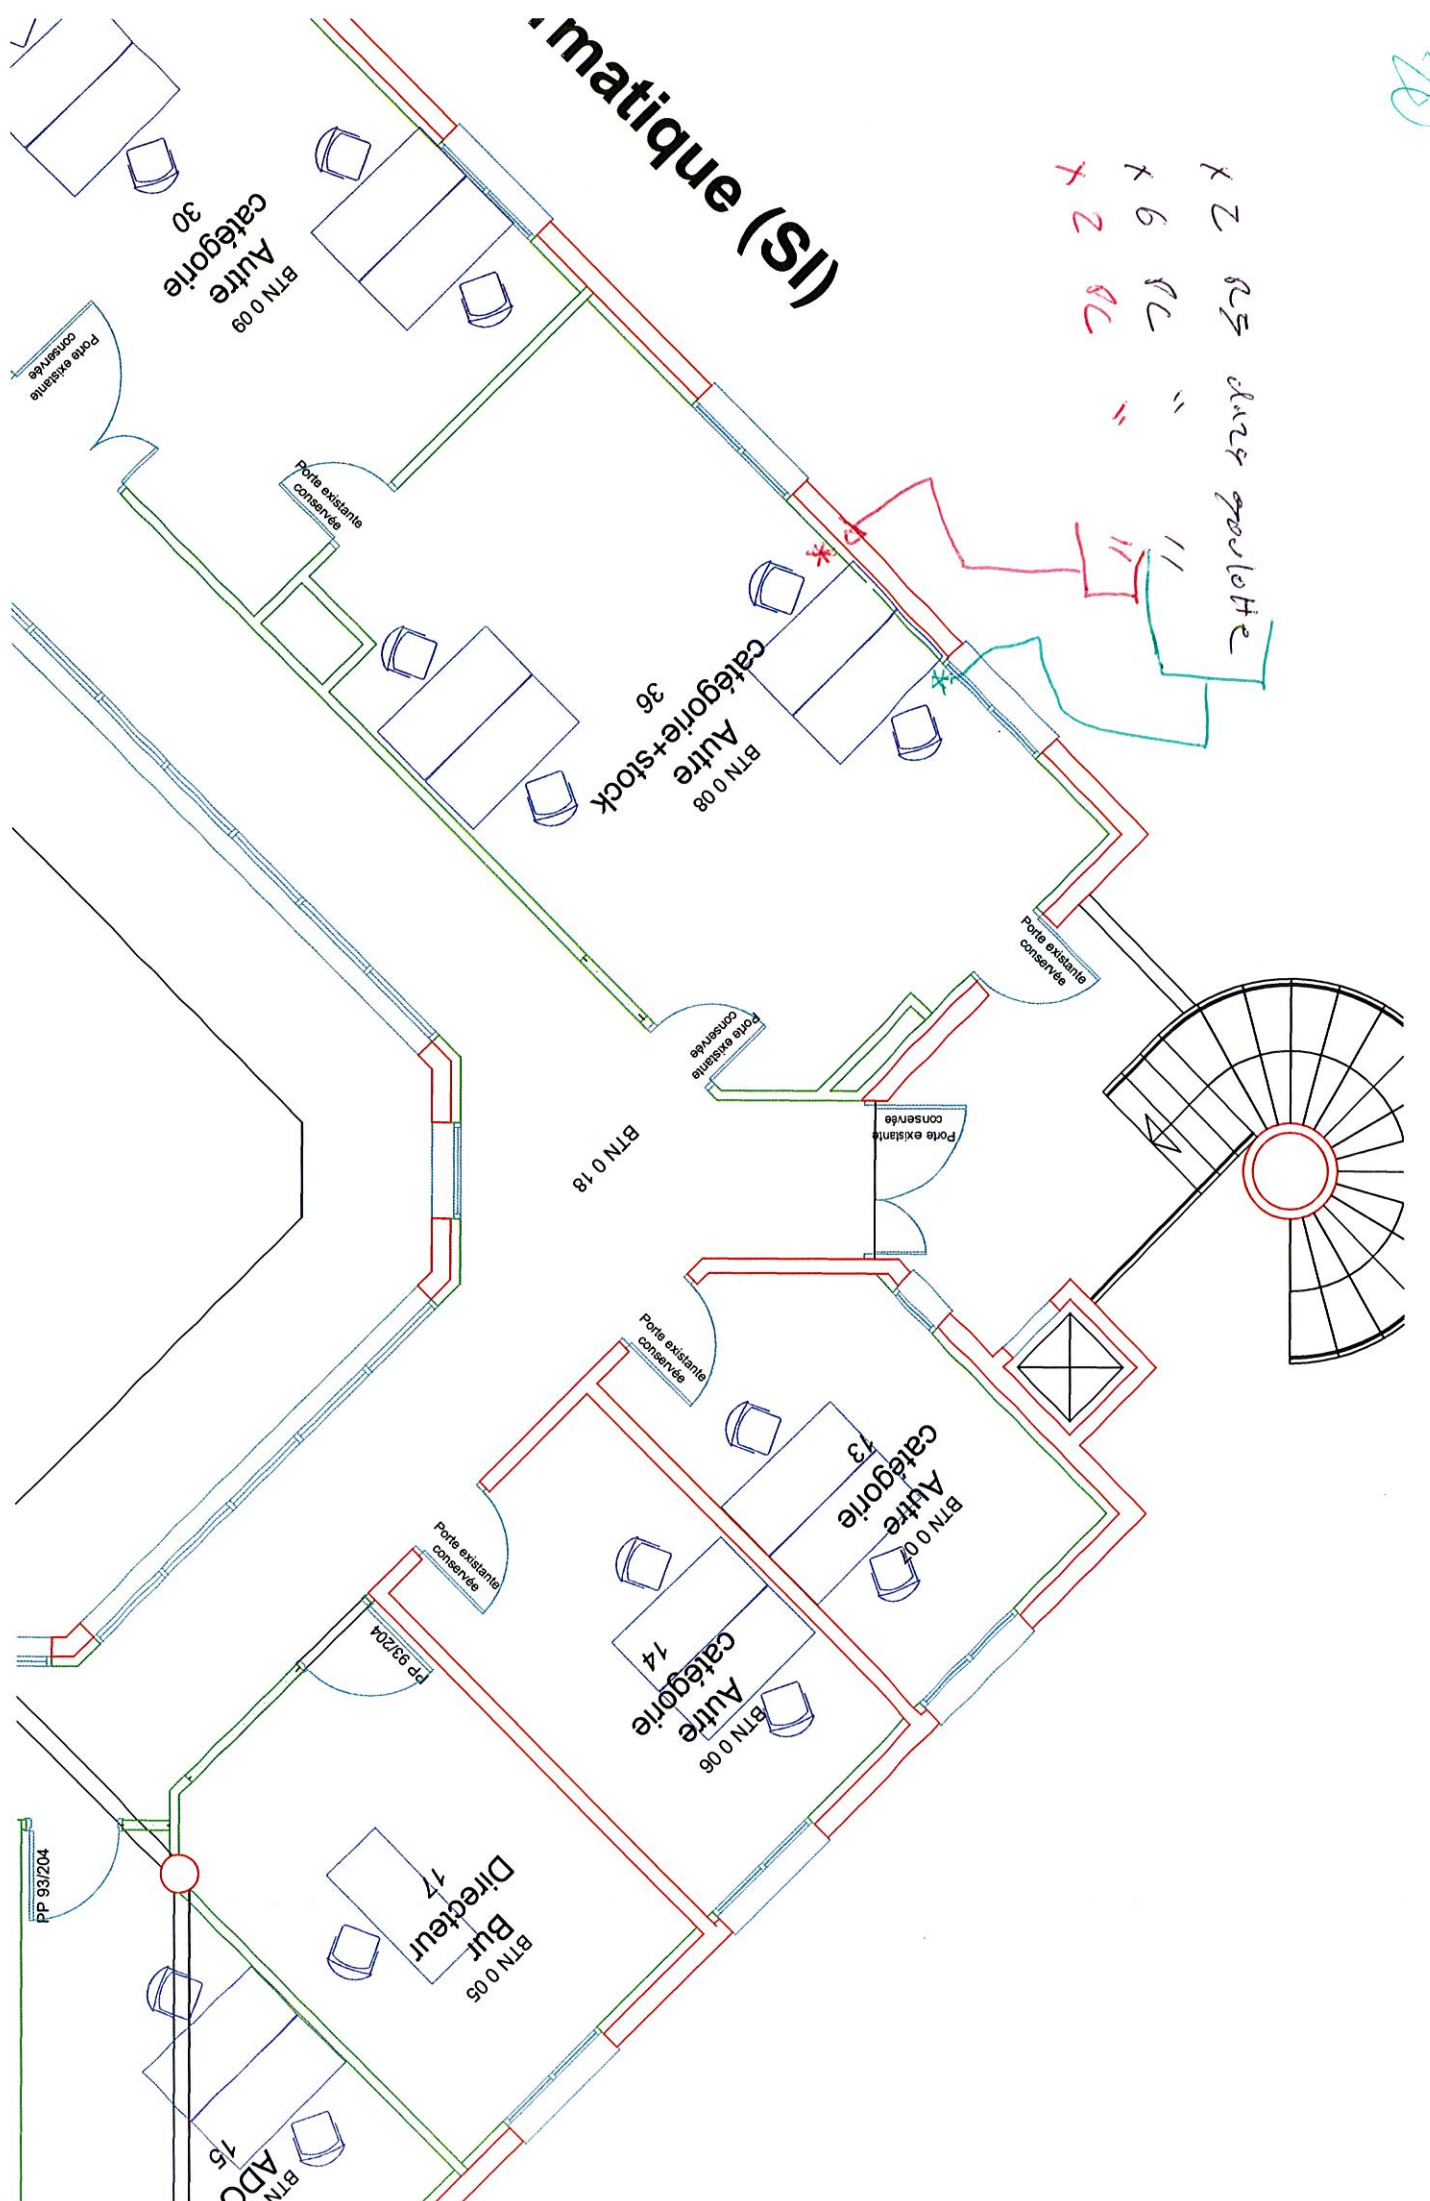 matique (SI)
x 2 RJ dans goulotte
x 6 PC " "
x 2 PC " "
BTN 0 09
Autre
catégorie
30
Porte existante
conservée
Porte existante
conservée
BTN 0 08
Autre
catégorie+stock
36
Porte existante
conservée
Porte existante
conservée
Porte existante
conservée
BTN 0 18
Porte existante
conservée
BTN 0 07
Autre
catégorie
13
Porte existante
conservée
BTN 0 06
Autre
catégorie
14
PP 93/204
BTN 0 05
Bur
Directeur
17
PP 93/204
BTN
ADO
15